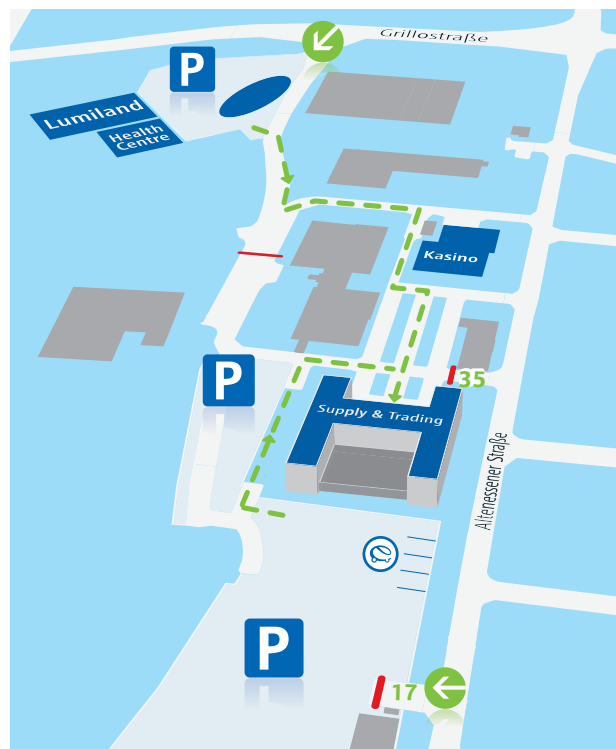 Grillostraße
P
Lumiland
Health
Centre
Kasino
P
35
Supply & Trading
Altenessener Straße
P
17